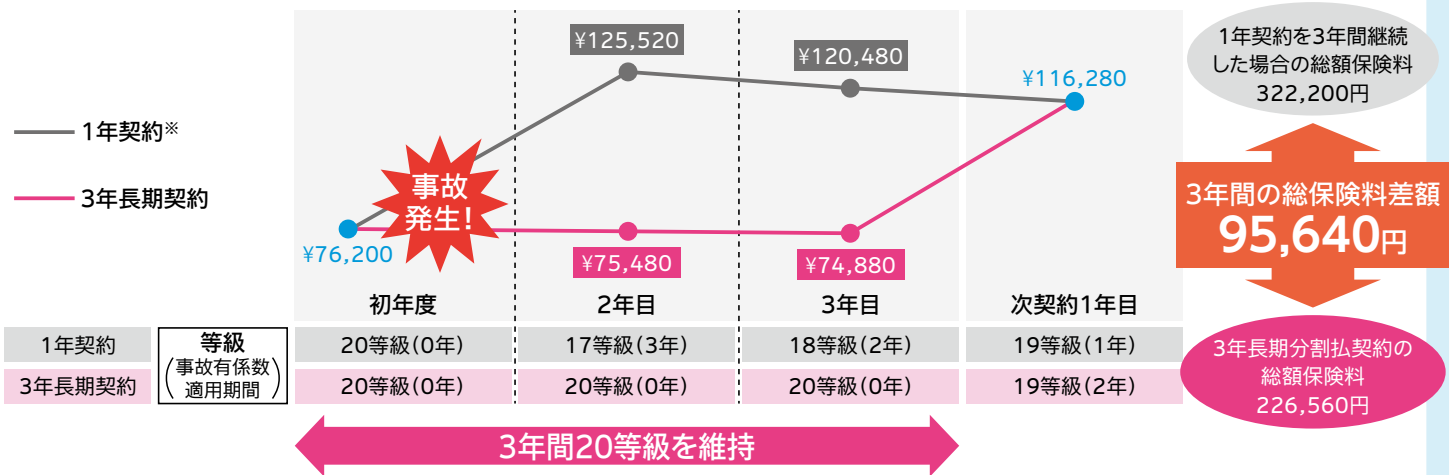 1年契約※
3年長期契約
¥125,520
¥120,480
¥116,280
事故
発生!
¥76,200
¥75,480
¥74,880
初年度
2年目
3年目
次契約1年目
1年契約
3年長期契約
等級
(事故有係数
適用期間)
20等級(0年)
17等級(3年)
18等級(2年)
19等級(1年)
20等級(0年)
20等級(0年)
20等級(0年)
19等級(2年)
3年間20等級を維持
1年契約を3年間継続
した場合の総額保険料
322,200円
3年間の総保険料差額
95,640円
3年長期分割払契約の
総額保険料
226,560円